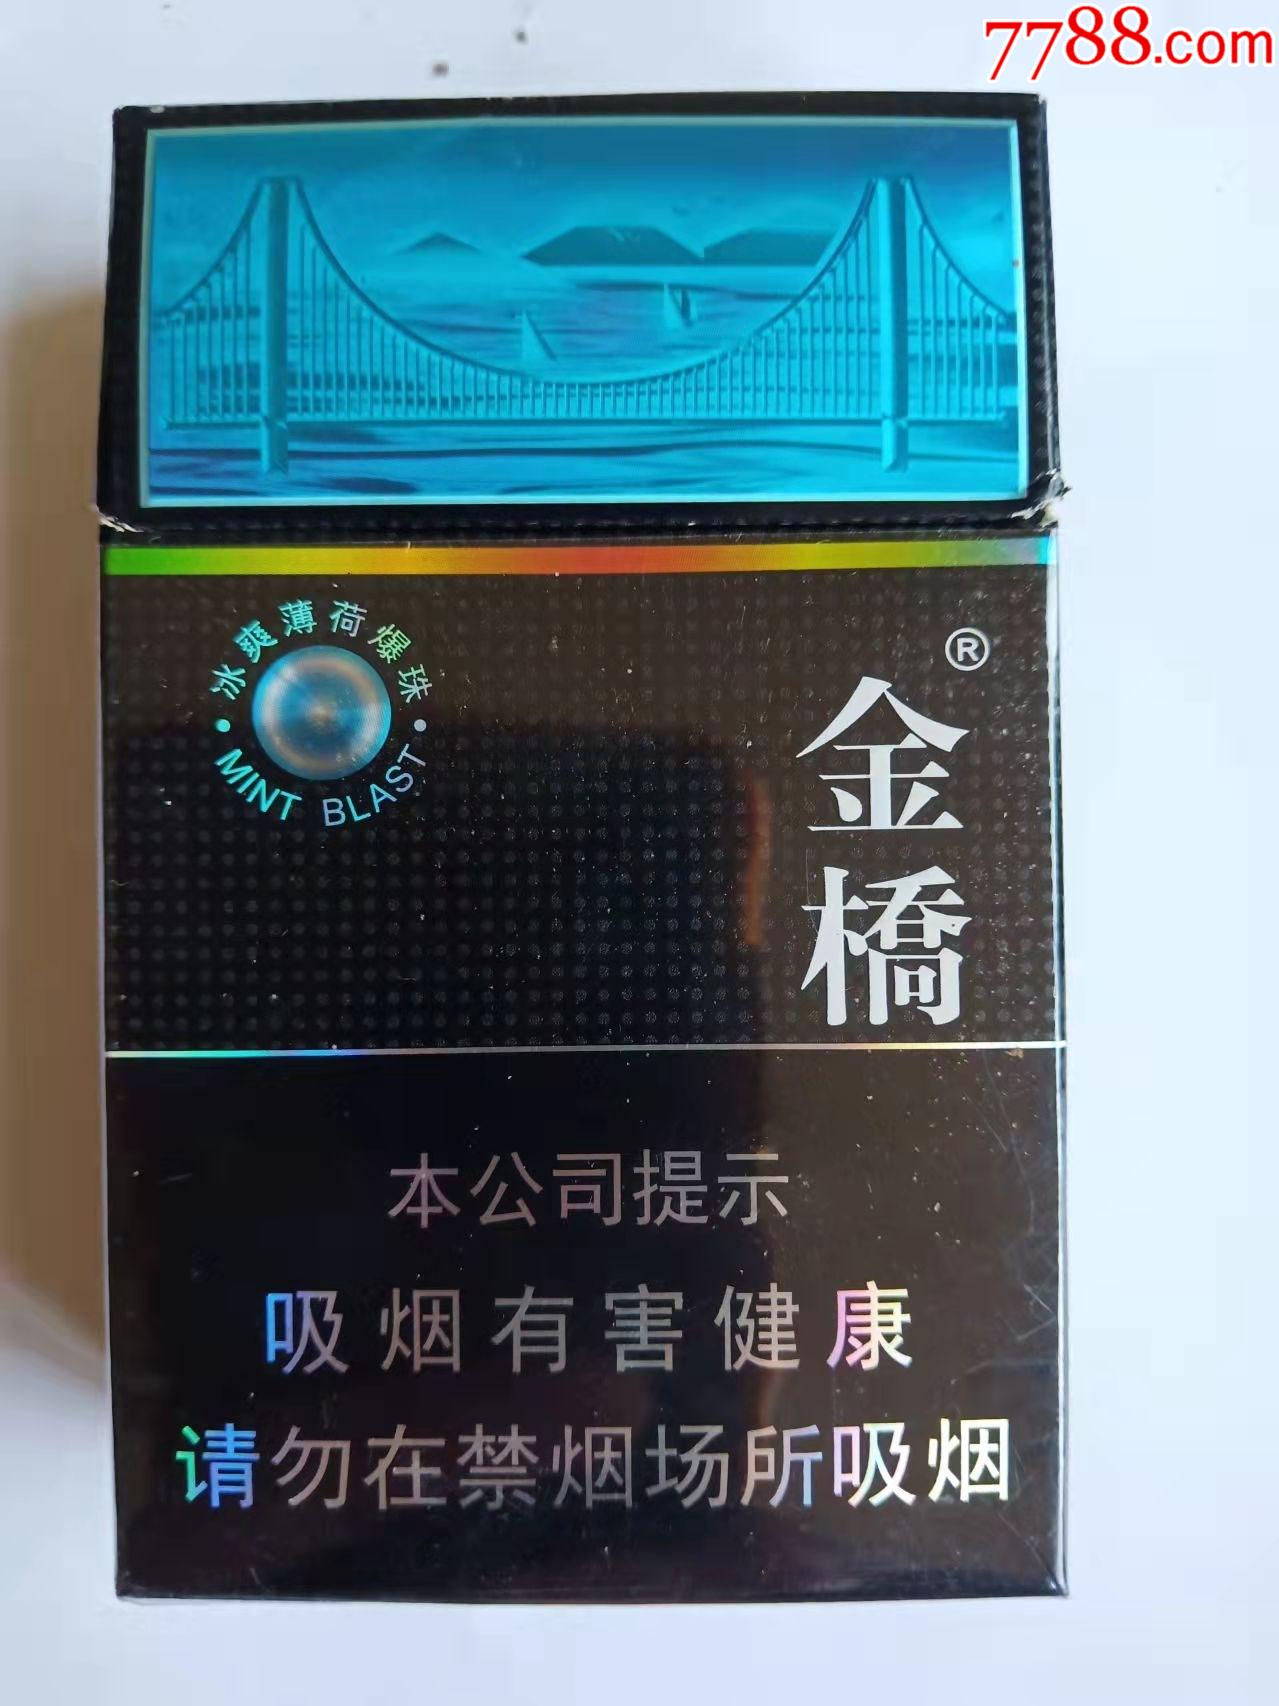 7788.com
冰爽薄荷爆珠
MINT BLAST
®
金橋
本公司提示
吸烟有害健康
请勿在禁烟场所吸烟